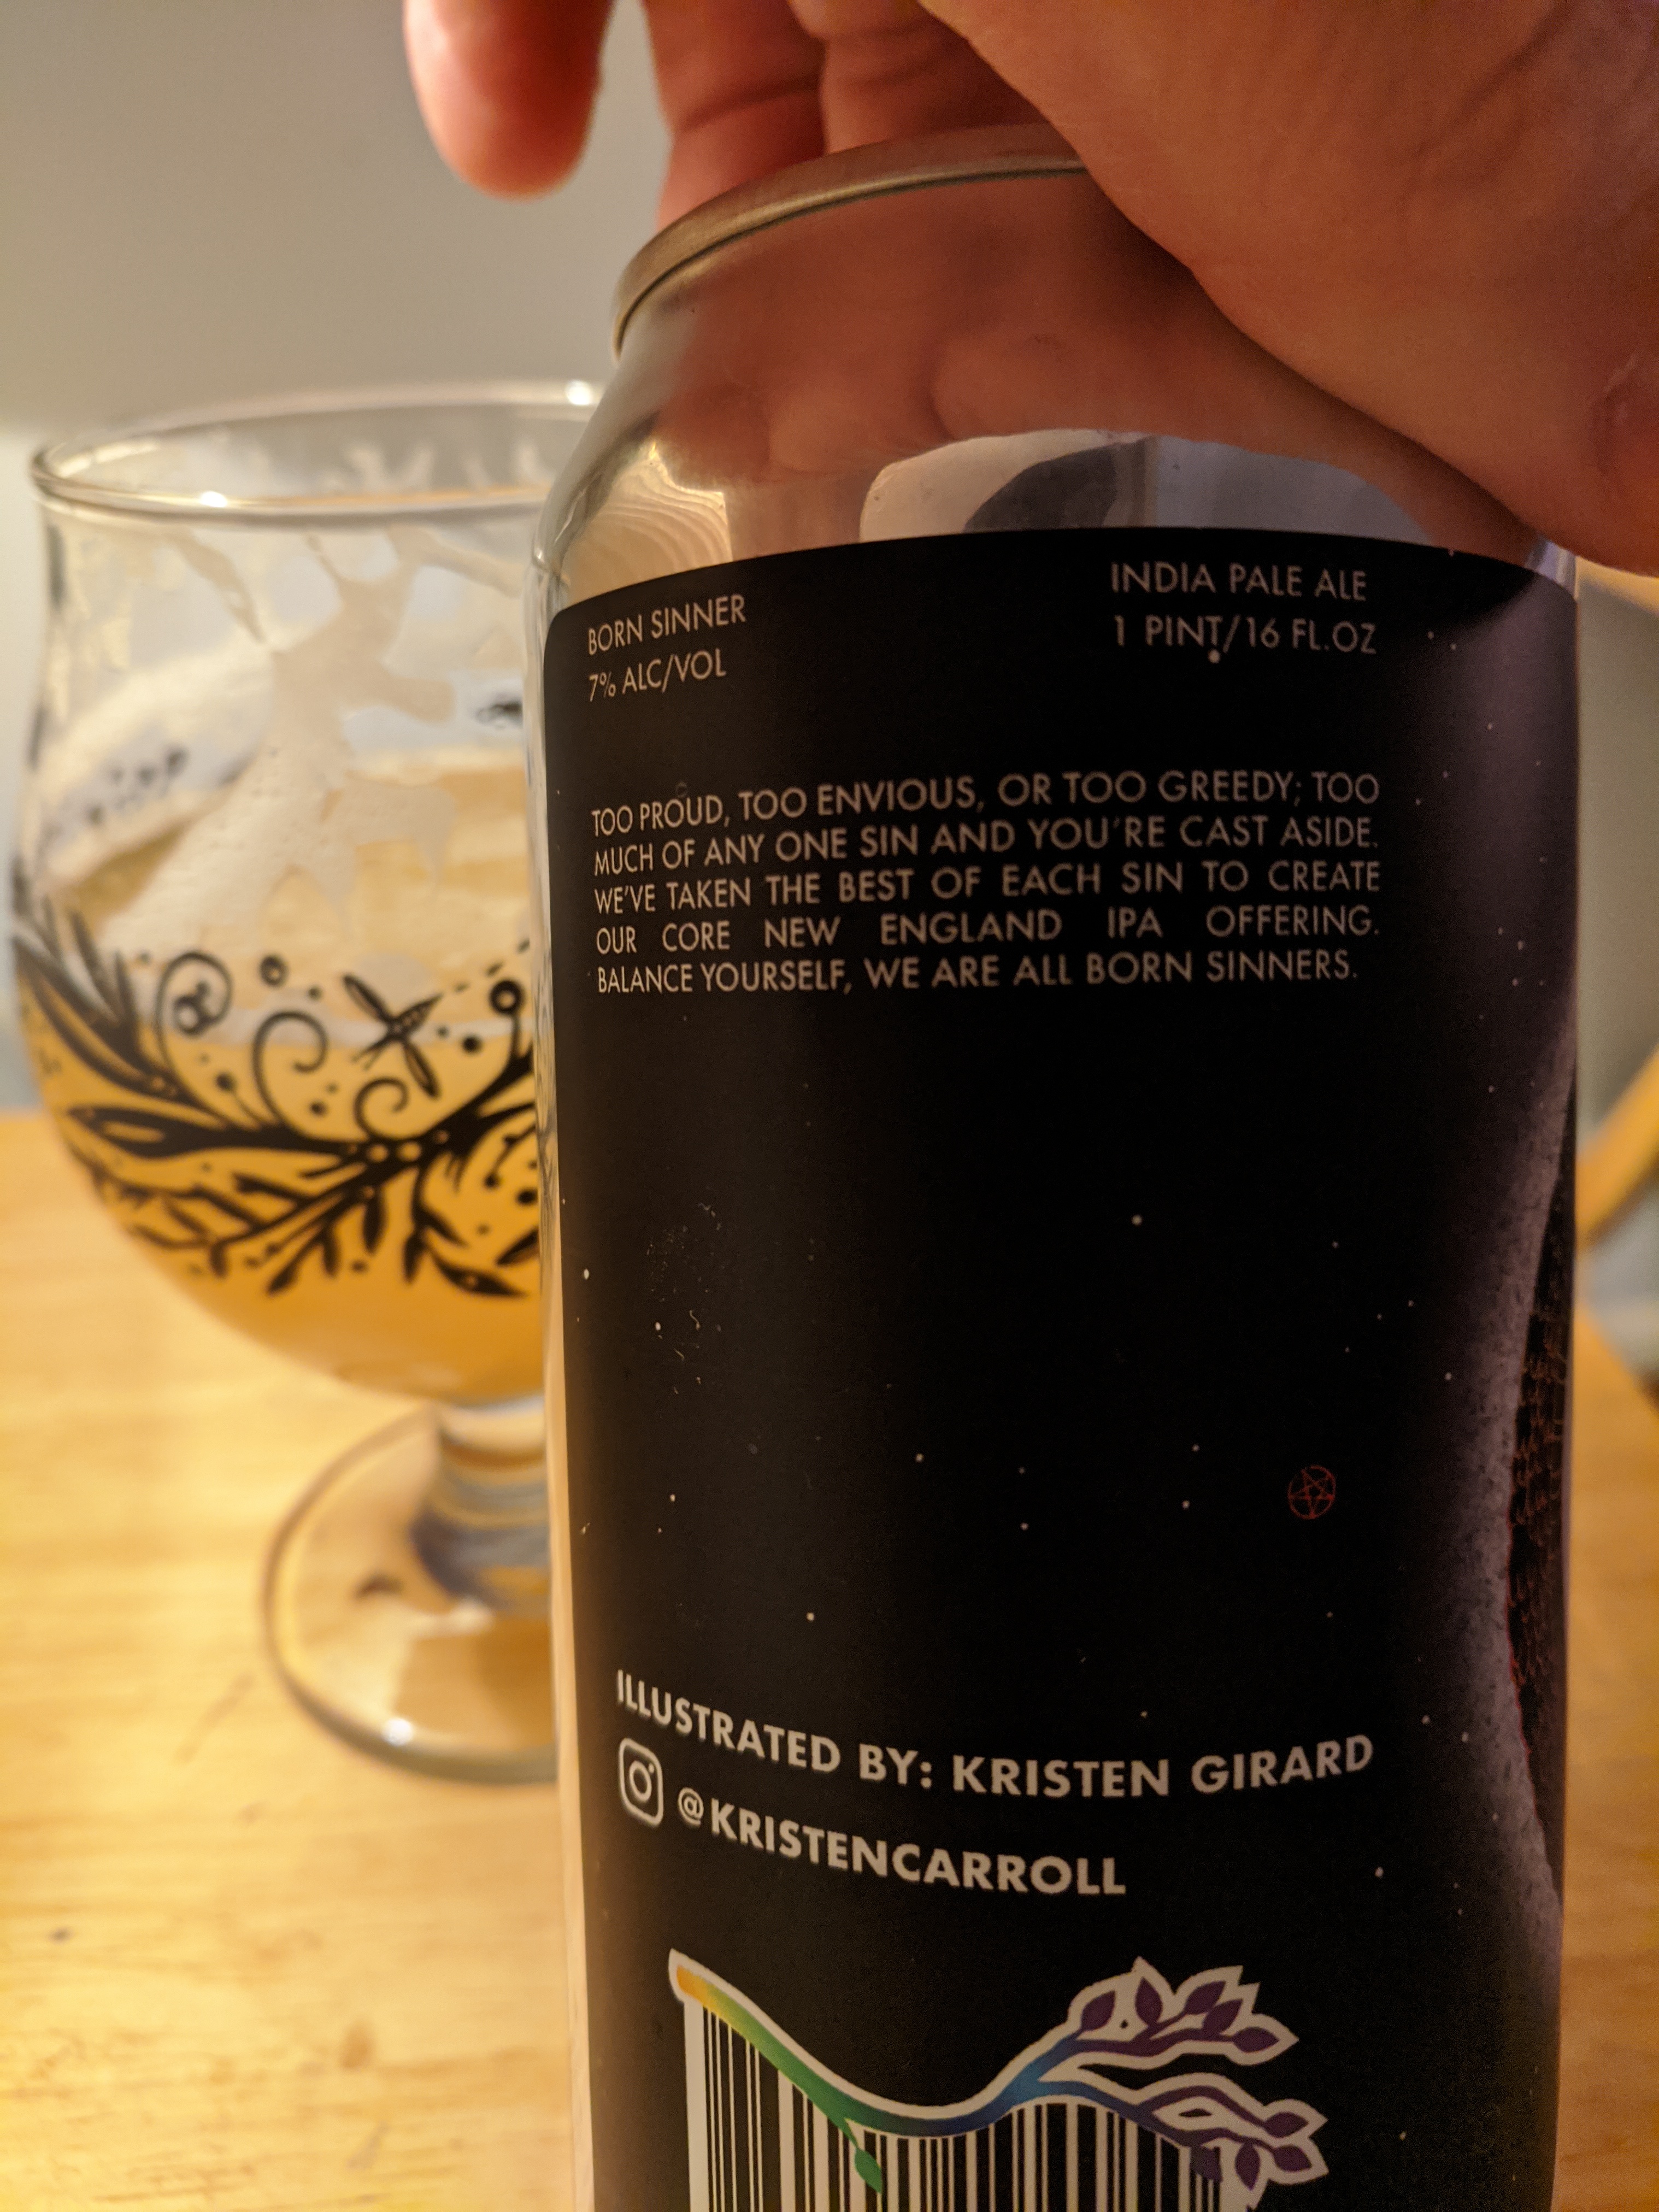 BORN SINNER
7% ALC/VOL
INDIA PALE ALE
1 PINT/16 FL.OZ
TOO PROUD, TOO ENVIOUS, OR TOO GREEDY; TOO
MUCH OF ANY ONE SIN AND YOU'RE CAST ASIDE.
WE'VE TAKEN THE BEST OF EACH SIN TO CREATE
OUR CORE NEW ENGLAND IPA OFFERING.
BALANCE YOURSELF, WE ARE ALL BORN SINNERS.
ILLUSTRATED BY: KRISTEN GIRARD
@KRISTENCARROLL